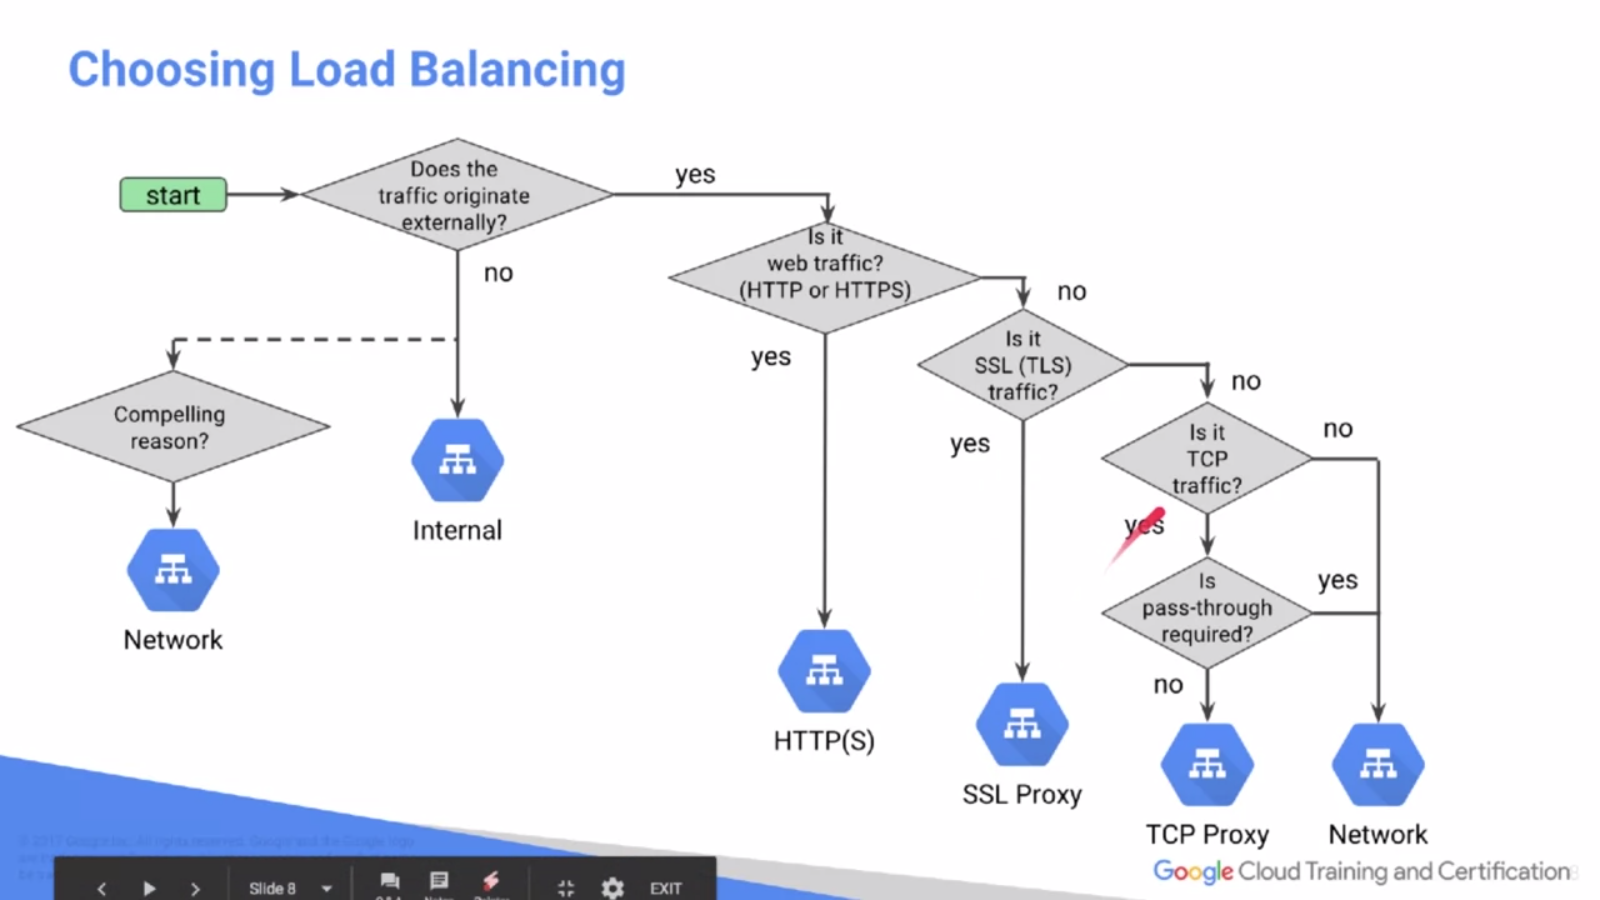 Choosing Load Balancing
start
Does the
traffic originate
externally?
yes
no
Is it
web traffic?
(HTTP or HTTPS)
no
yes
Is it
SSL (TLS)
traffic?
no
yes
Is it
TCP
traffic?
no
yes
Is
pass-through
required?
yes
no
Compelling
reason?
Network
Internal
HTTP(S)
SSL Proxy
TCP Proxy
Network
Google Cloud Training and Certification
Slide 8
EXIT